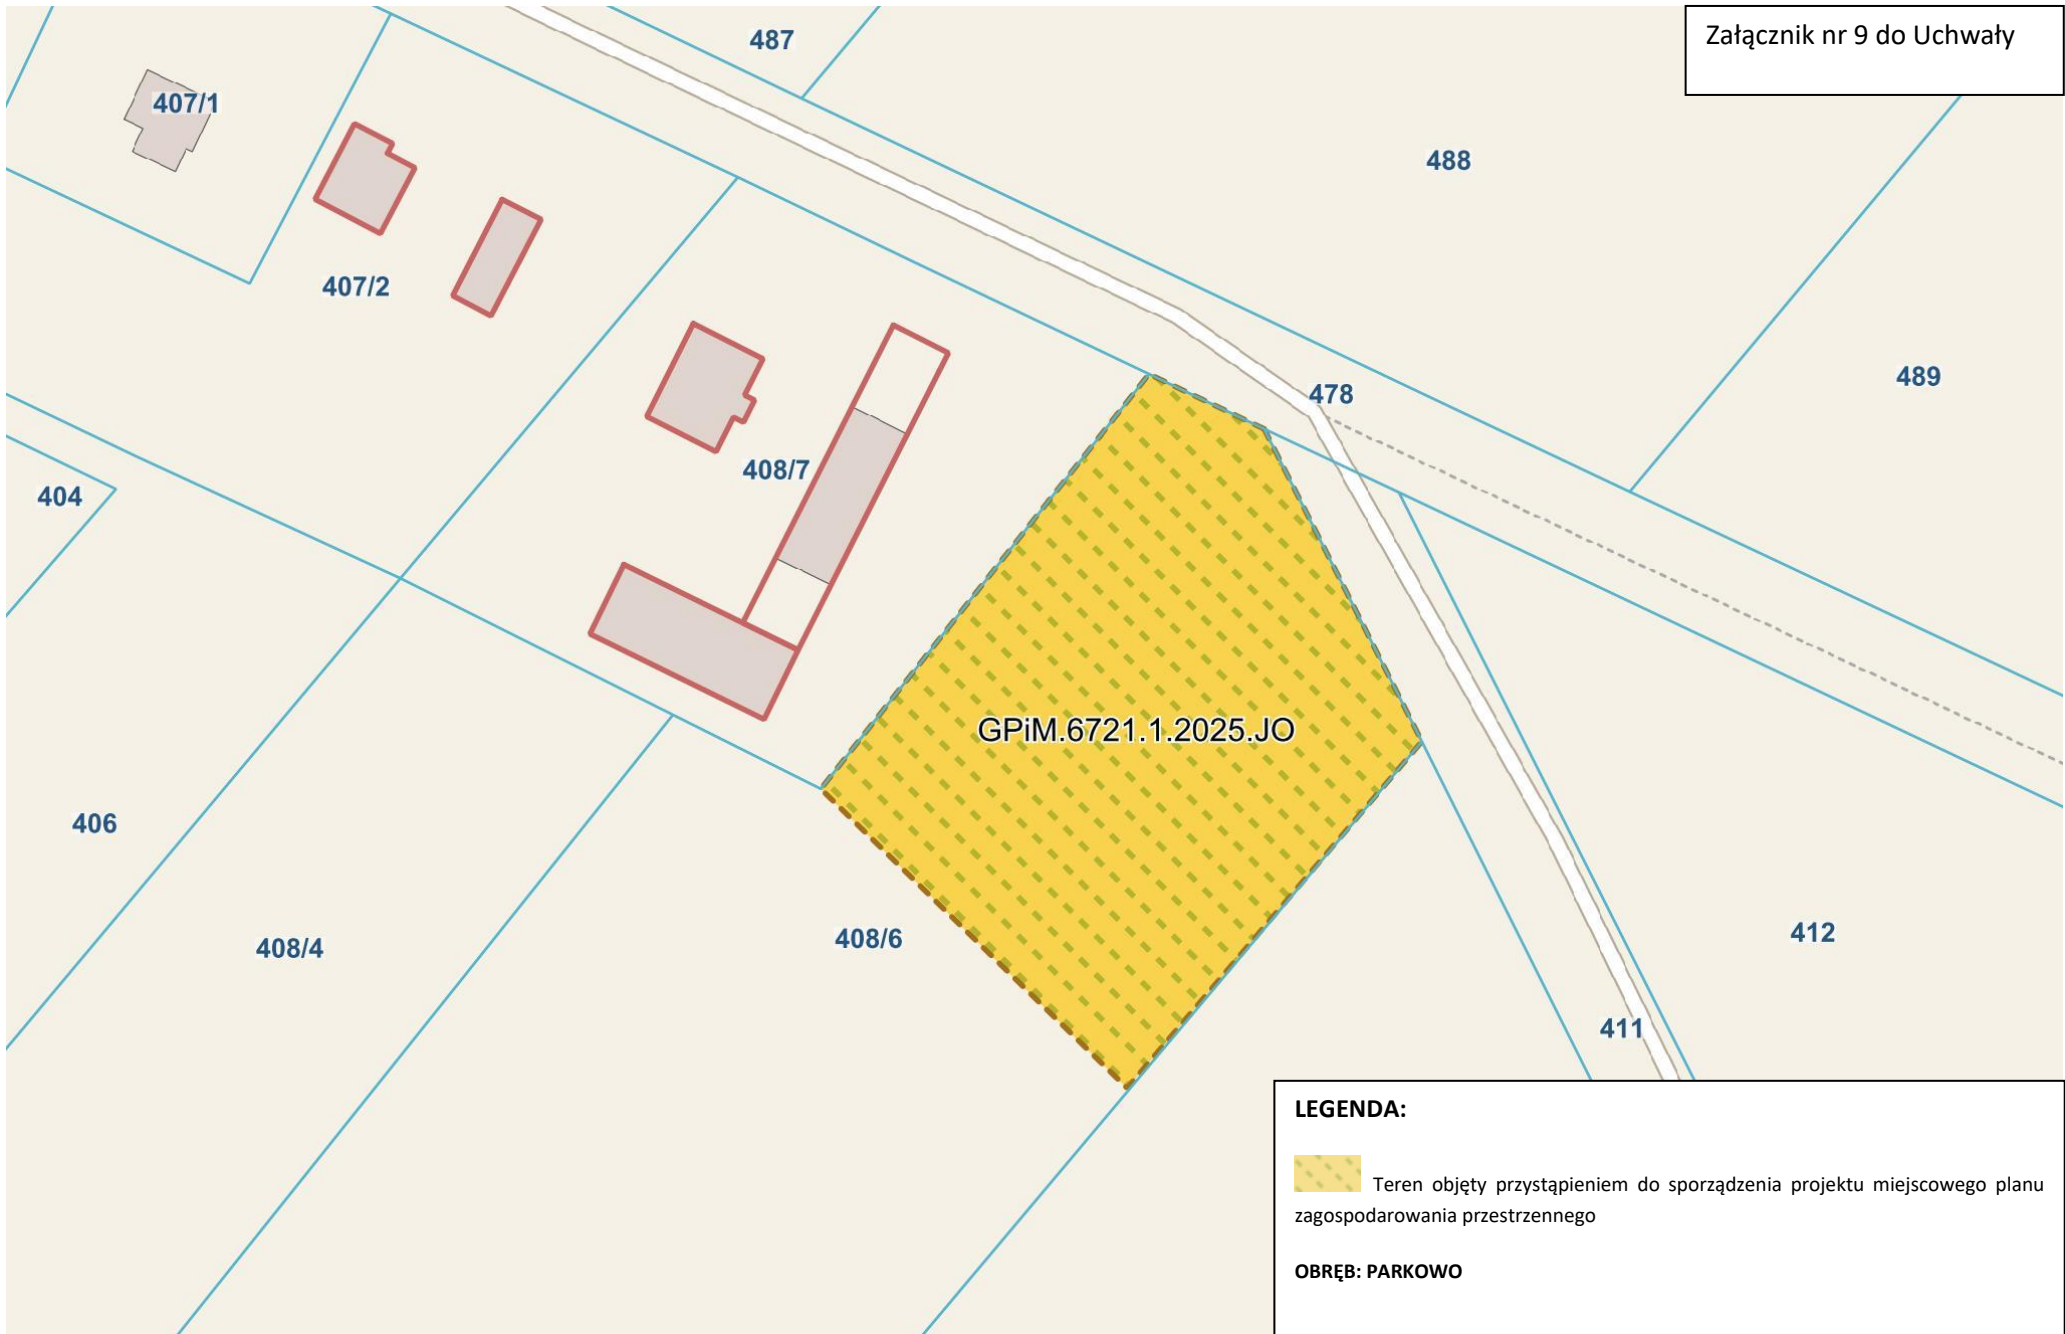 Załącznik nr 9 do Uchwały
487
407/1
488
407/2
489
478
408/7
404
GPiM.6721.1.2025.JO
406
408/4
408/6
412
411
LEGENDA:
Teren objęty przystąpieniem do sporządzenia projektu miejscowego planu
zagospodarowania przestrzennego
OBRĘB: PARKOWO